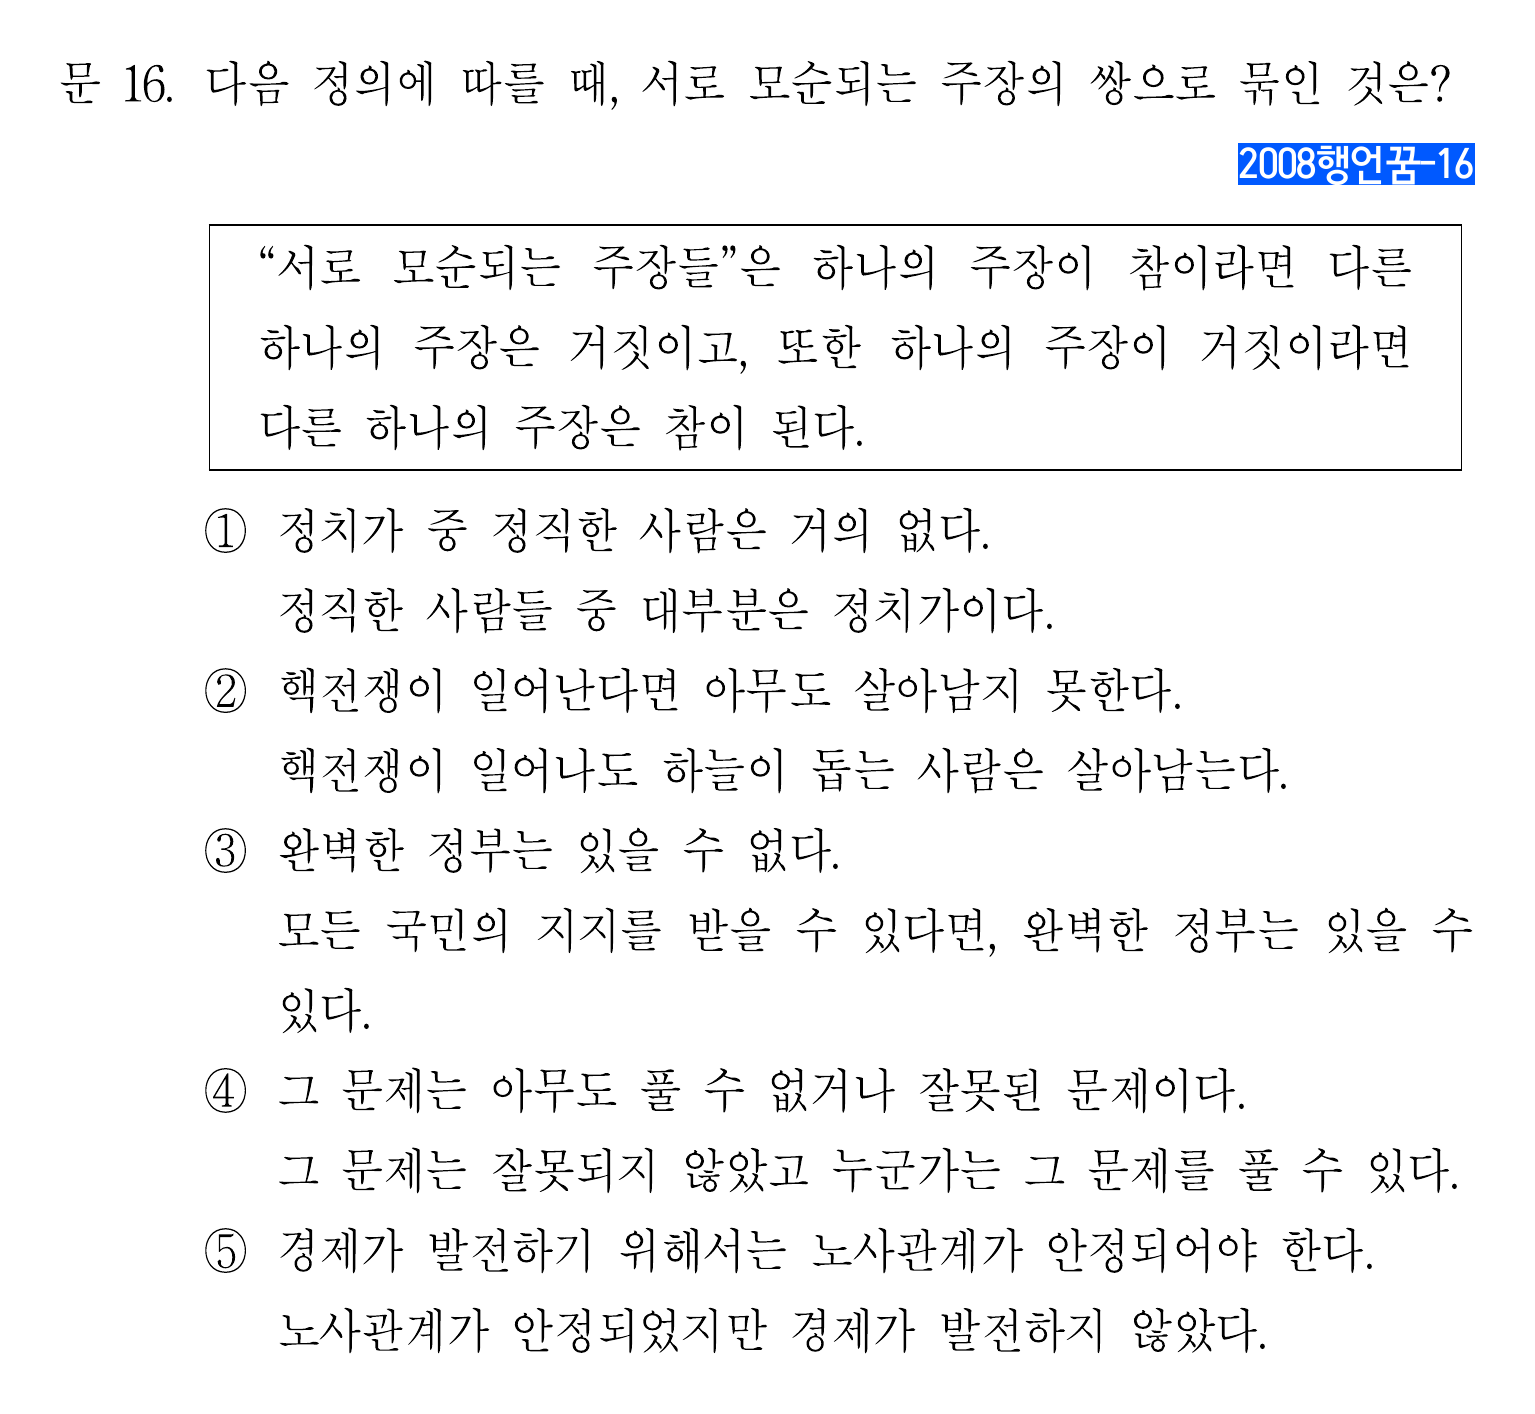 문 16. 다음 정의에 따를 때, 서로 모순되는 주장의 쌍으로 묶인 것은?
2008행언꿈-16
“서로 모순되는 주장들”은 하나의 주장이 참이라면 다른
하나의 주장은 거짓이고, 또한 하나의 주장이 거짓이라면
다른 하나의 주장은 참이 된다.
① 정치가 중 정직한 사람은 거의 없다.
정직한 사람들 중 대부분은 정치가이다.
② 핵전쟁이 일어난다면 아무도 살아남지 못한다.
핵전쟁이 일어나도 하늘이 돕는 사람은 살아남는다.
③ 완벽한 정부는 있을 수 없다.
모든 국민의 지지를 받을 수 있다면, 완벽한 정부는 있을 수
있다.
④ 그 문제는 아무도 풀 수 없거나 잘못된 문제이다.
그 문제는 잘못되지 않았고 누군가는 그 문제를 풀 수 있다.
⑤ 경제가 발전하기 위해서는 노사관계가 안정되어야 한다.
노사관계가 안정되었지만 경제가 발전하지 않았다.